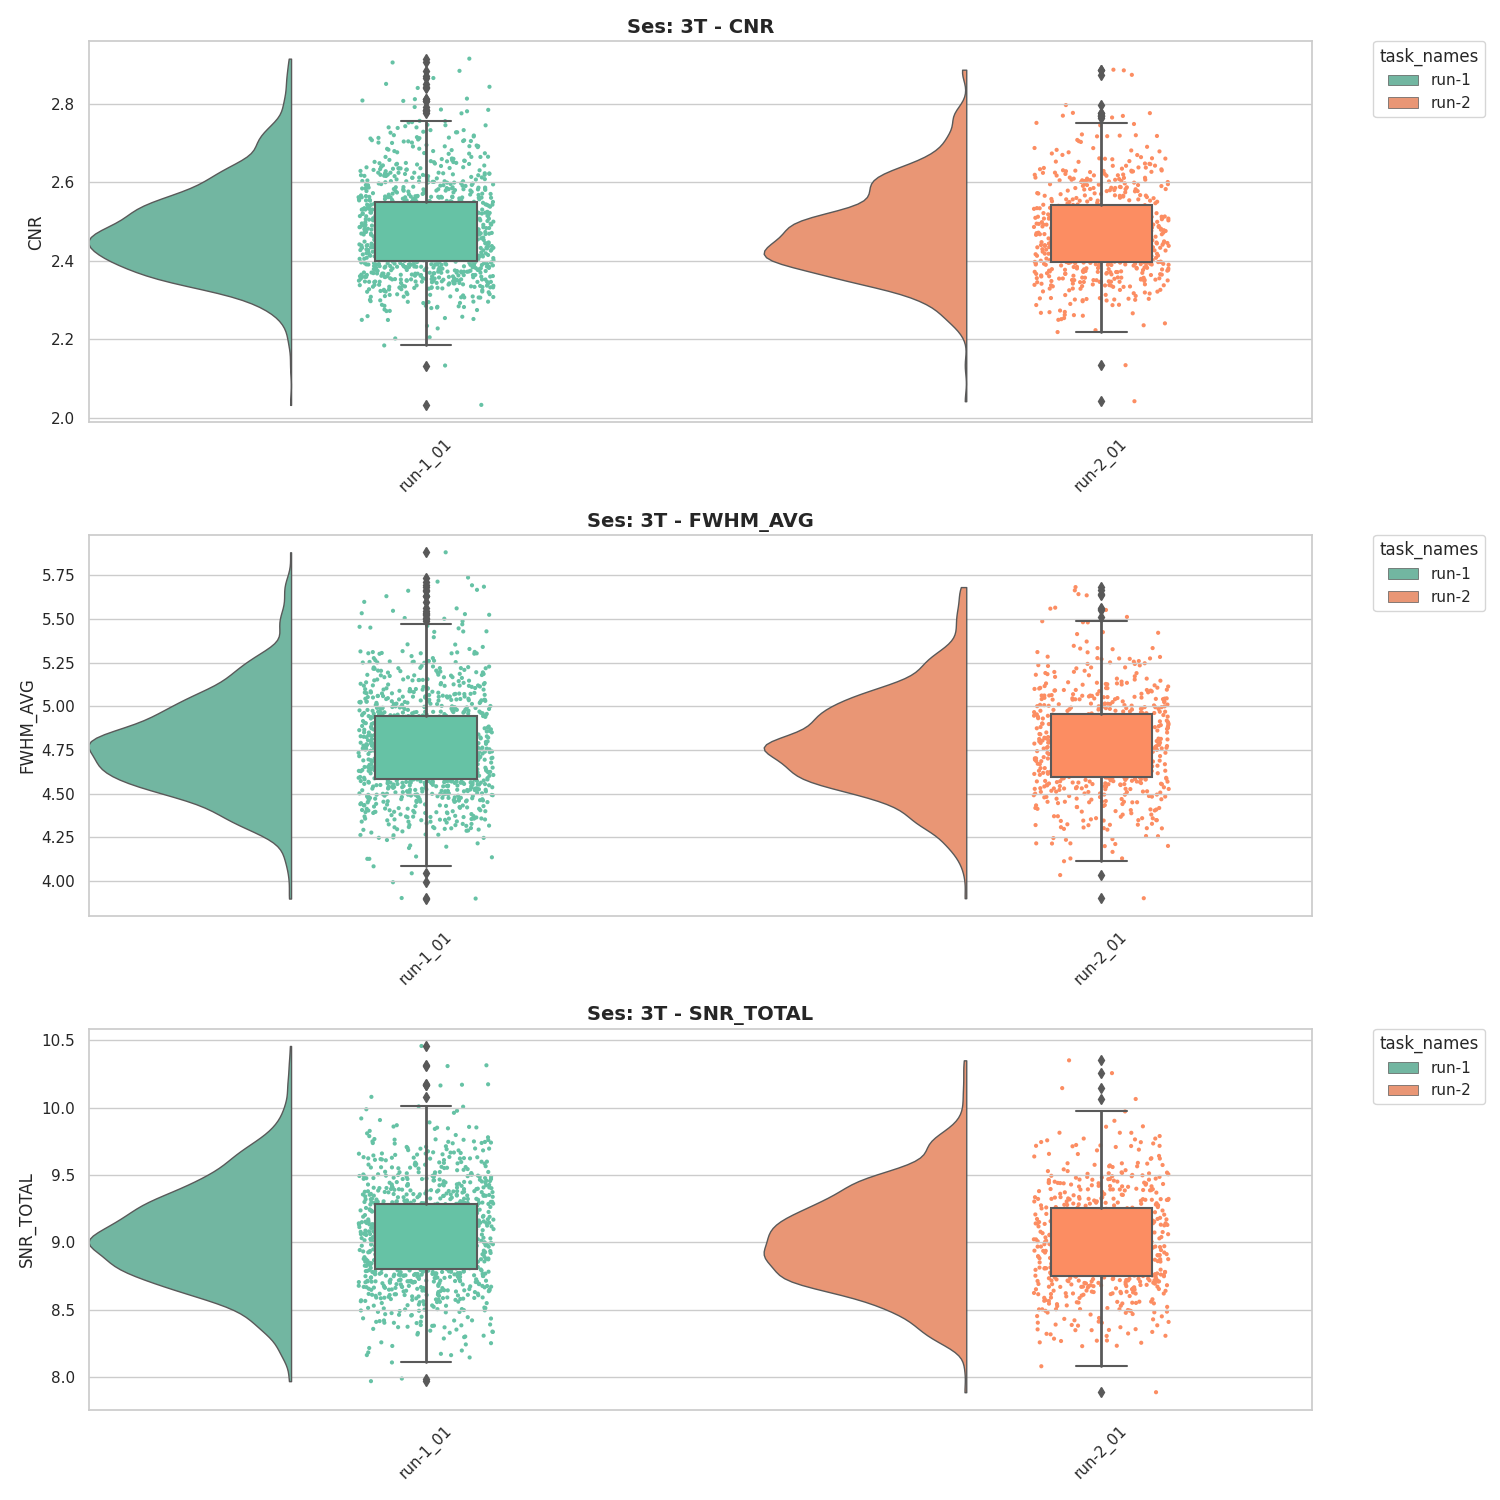 Ses: 3T - CNR
task_names
run-1
run-2
2.8
2.6
2.4
2.2
2.0
CNR
run-1_01
run-2_01
Ses: 3T - FWHM_AVG
task_names
run-1
run-2
5.75
5.50
5.25
5.00
4.75
4.50
4.25
4.00
FWHM_AVG
run-1_01
run-2_01
Ses: 3T - SNR_TOTAL
task_names
run-1
run-2
10.5
10.0
9.5
9.0
8.5
8.0
SNR_TOTAL
run-1_01
run-2_01